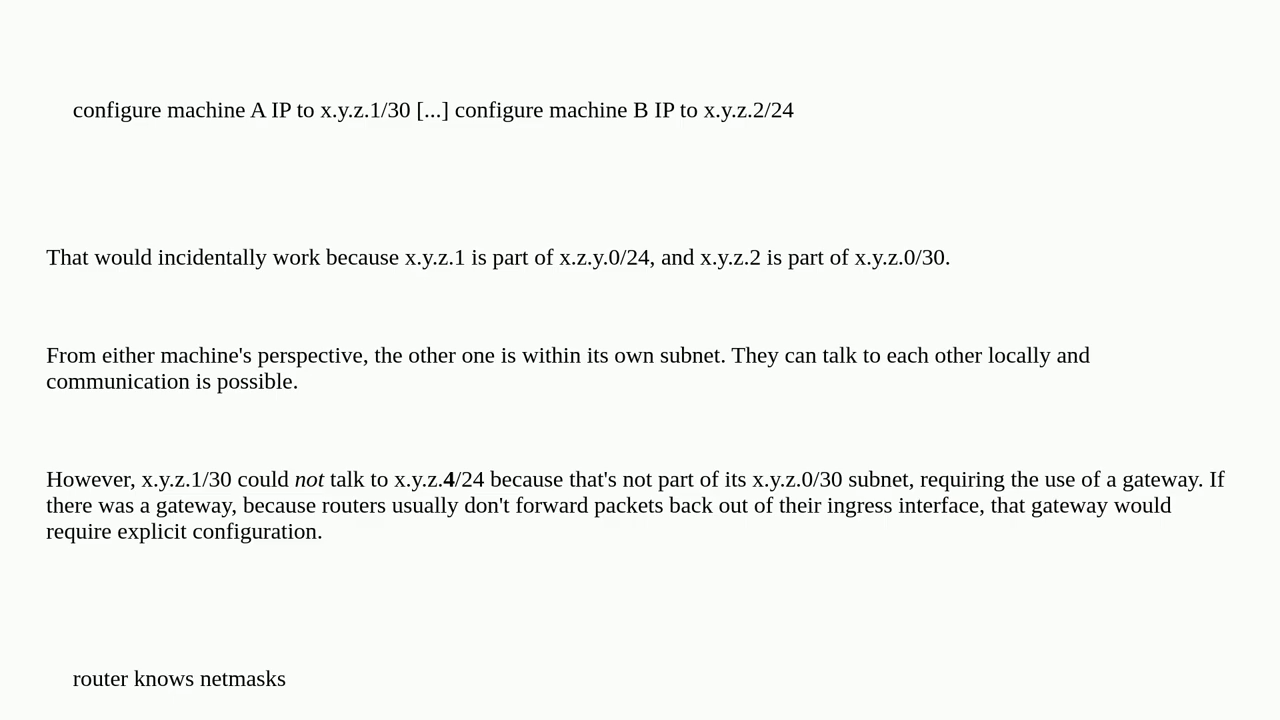 configure machine A IP to x.y.z.1/30 [...] configure machine B IP to x.y.z.2/24
That would incidentally work because x.y.z.1 is part of x.z.y.0/24, and x.y.z.2 is part of x.y.z.0/30.
From either machine's perspective, the other one is within its own subnet. They can talk to each other locally and
communication is possible.
However, x.y.z.1/30 could not talk to x.y.z.4/24 because that's not part of its x.y.z.0/30 subnet, requiring the use of a gateway. If
there was a gateway, because routers usually don't forward packets back out of their ingress interface, that gateway would
require explicit configuration.
router knows netmasks